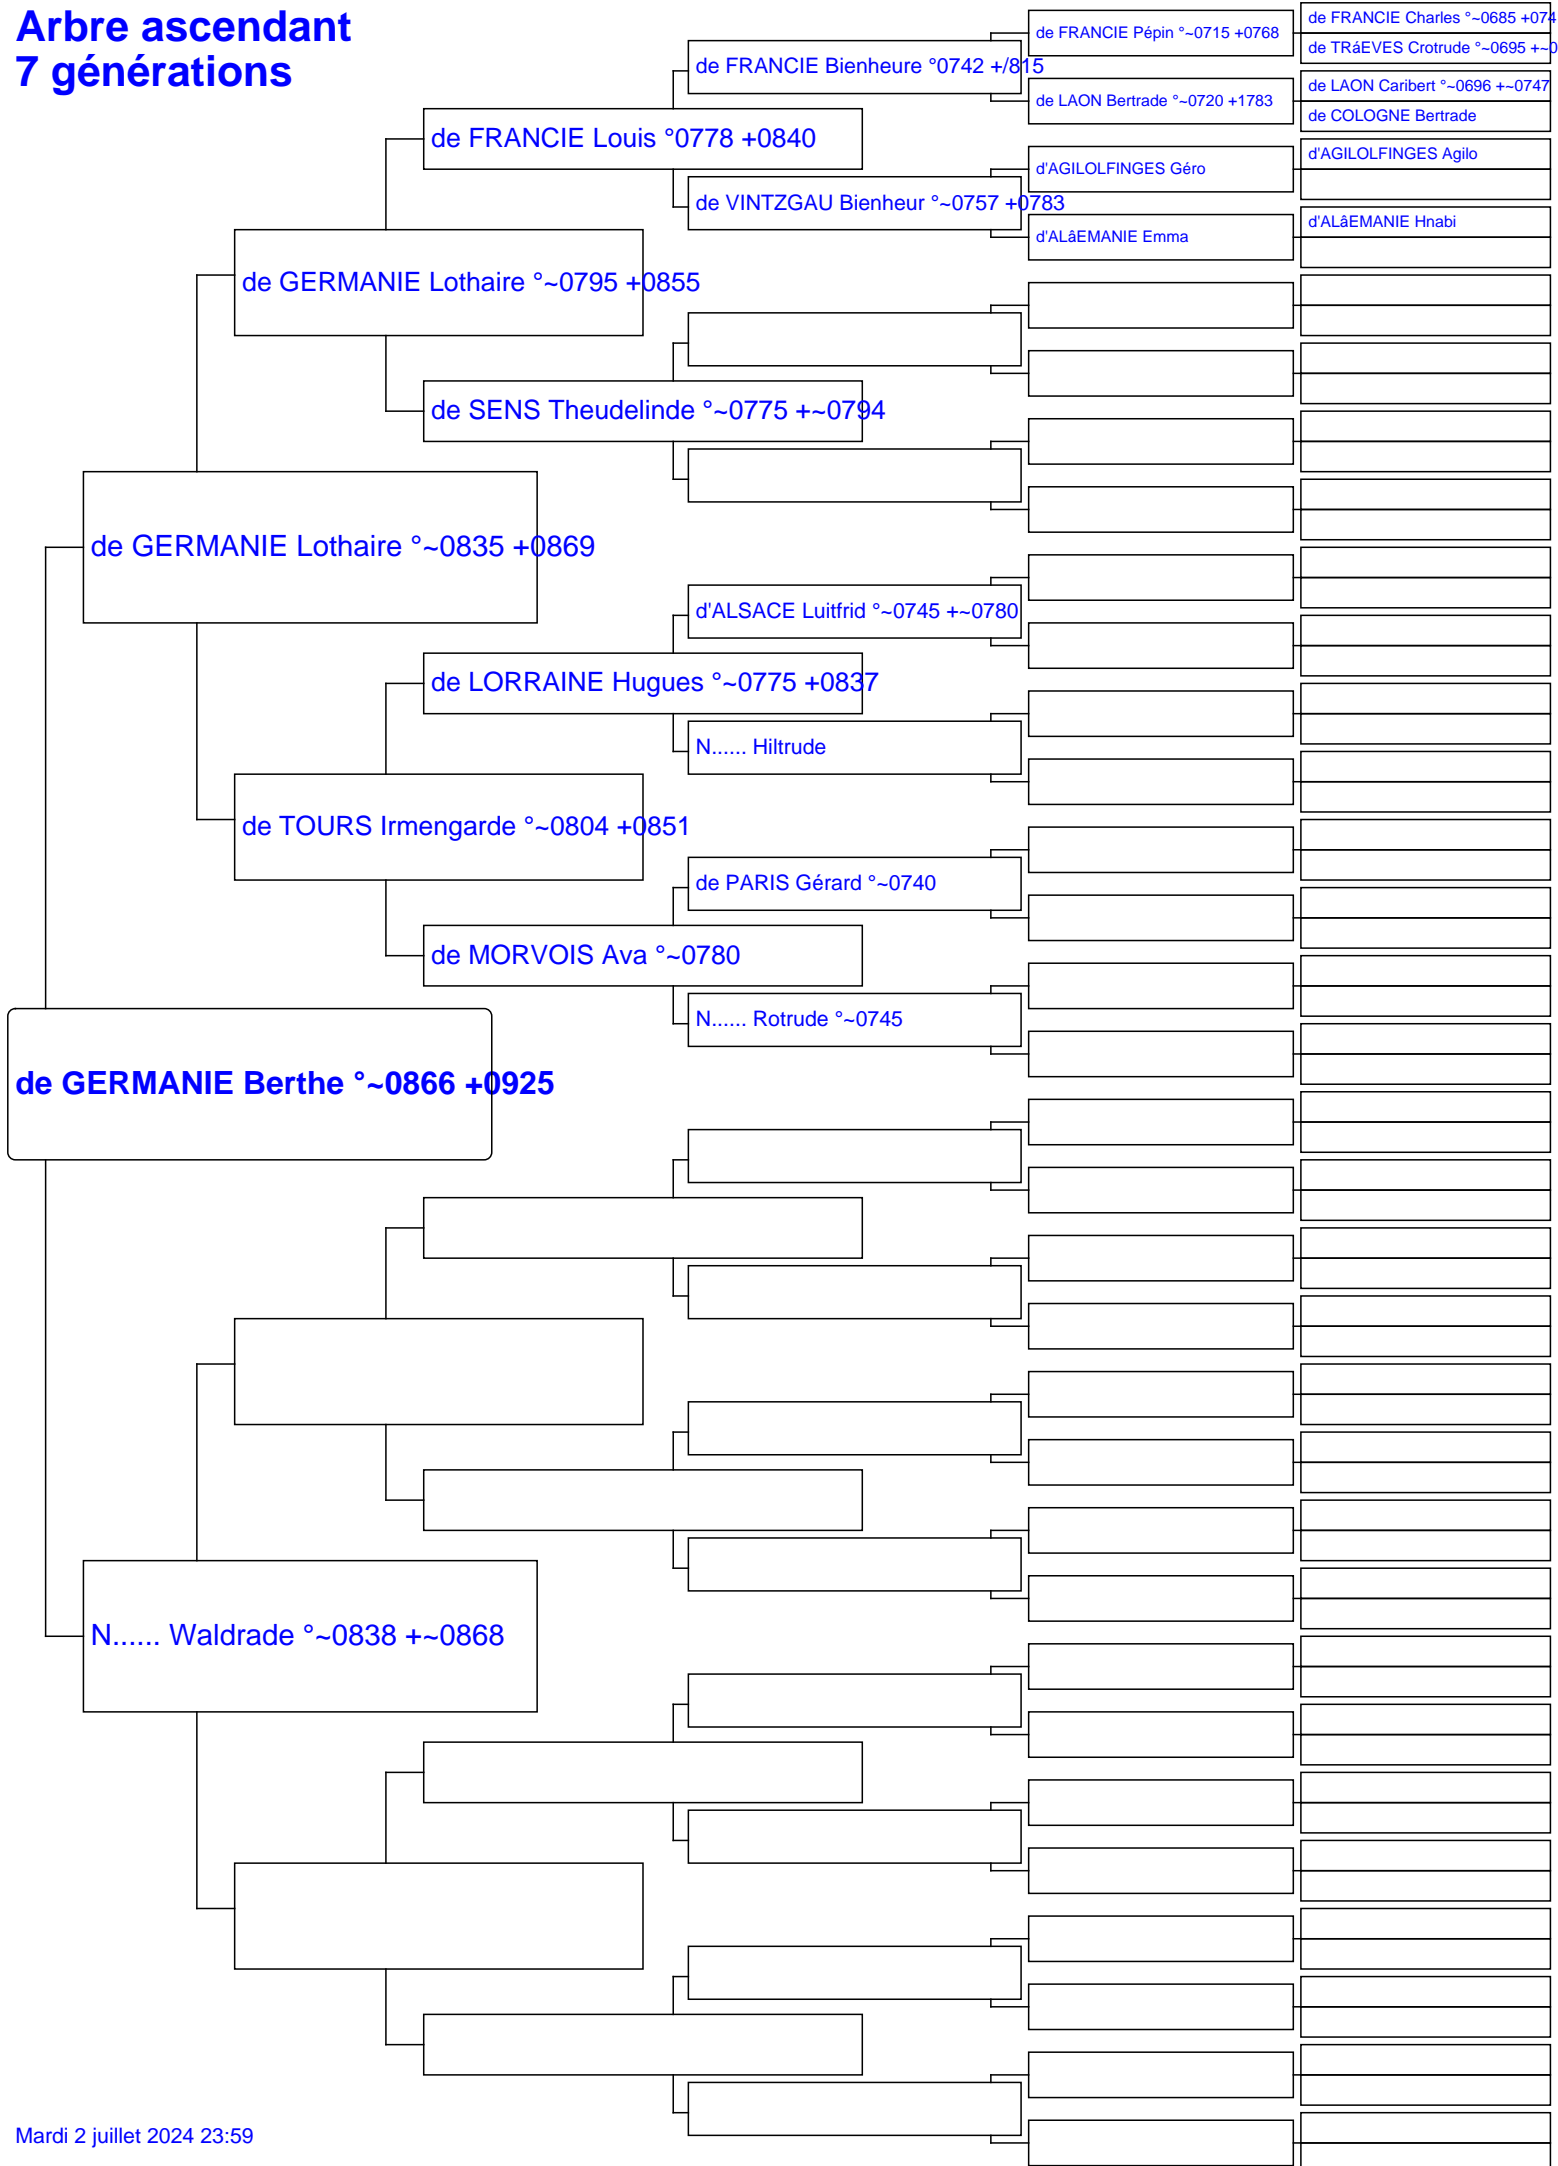 Arbre ascendant
7 générations
de FRANCIE Charles °~0685 +074
de FRANCIE Pépin °~0715 +0768
de TRáEVES Crotrude °~0695 +~0
de FRANCIE Bienheure °0742 +/815
de LAON Caribert °~0696 +~0747
de LAON Bertrade °~0720 +1783
de COLOGNE Bertrade
de FRANCIE Louis °0778 +0840
d'AGILOLFINGES Agilo
d'AGILOLFINGES Géro
de VINTZGAU Bienheur °~0757 +0783
d'ALâEMANIE Hnabi
d'ALâEMANIE Emma
de GERMANIE Lothaire °~0795 +0855
de SENS Theudelinde °~0775 +~0794
de GERMANIE Lothaire °~0835 +0869
d'ALSACE Luitfrid °~0745 +~0780
de LORRAINE Hugues °~0775 +0837
N...... Hiltrude
de TOURS Irmengarde °~0804 +0851
de PARIS Gérard °~0740
de MORVOIS Ava °~0780
N...... Rotrude °~0745
de GERMANIE Berthe °~0866 +0925
N...... Waldrade °~0838 +~0868
Mardi 2 juillet 2024 23:59